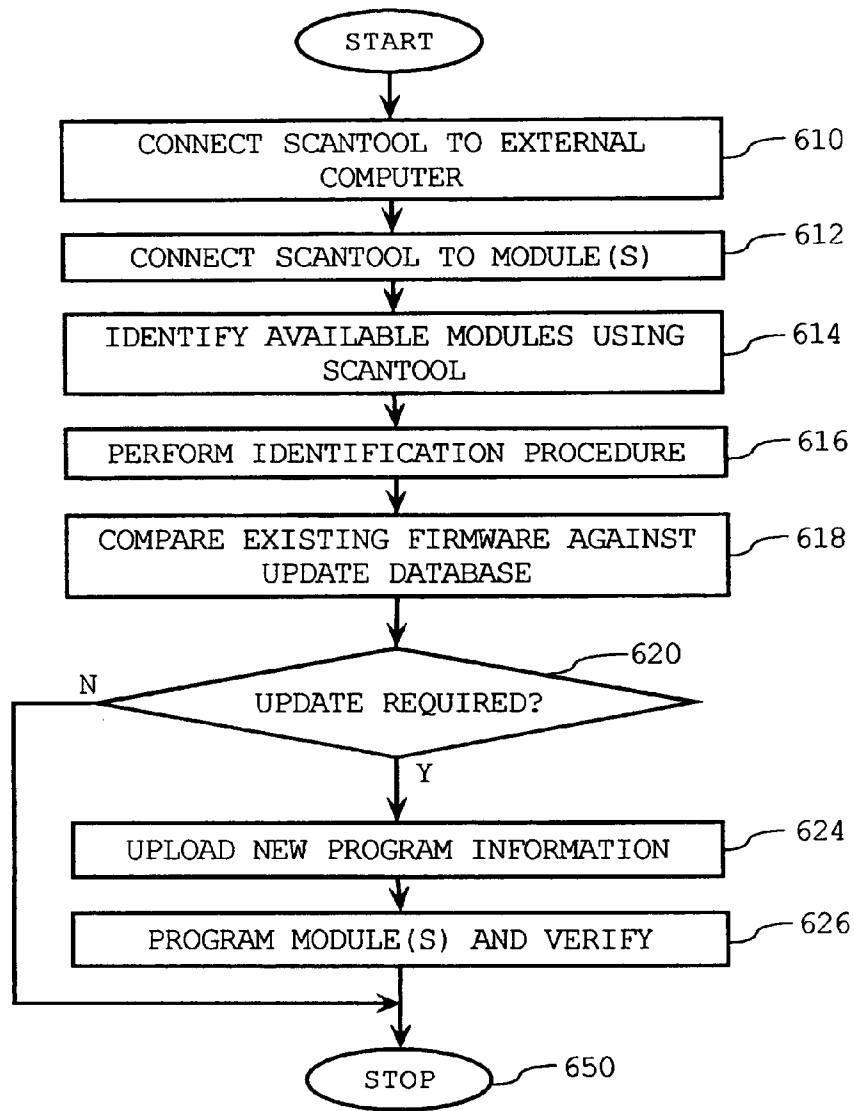 START
CONNECT SCANTOOL TO EXTERNAL
COMPUTER
610
CONNECT SCANTOOL TO MODULE(S)
612
IDENTIFY AVAILABLE MODULES USING
SCANTOOL
614
PERFORM IDENTIFICATION PROCEDURE
616
COMPARE EXISTING FIRMWARE AGAINST
UPDATE DATABASE
618
620
N
UPDATE REQUIRED?
Y
UPLOAD NEW PROGRAM INFORMATION
624
PROGRAM MODULE(S) AND VERIFY
626
STOP
650